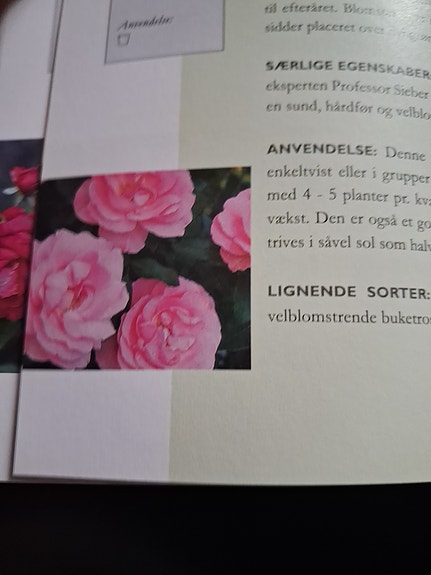 Anvendelse:
til efteråret. Blomst
sidder placeret over
SÆRLIGE EGENSKABER
eksperten Professor Sieber
en sund, hårdfør og velblo
ANVENDELSE: Denne
enkeltvist eller i grupper
med 4 - 5 planter pr. kva
vækst. Den er også et go
trives i såvel sol som halv
LIGNENDE SORTER:
velblomstrende buketro